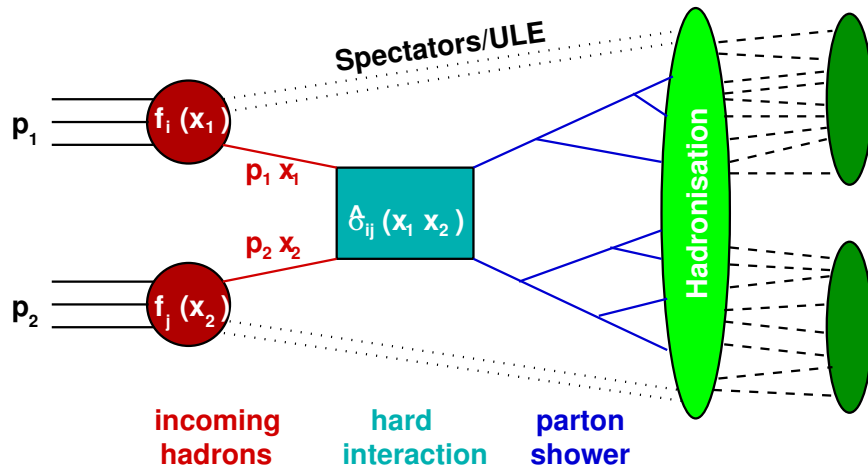 Spectators/ULE
p1
fi (x1)
p1 x1
σ̂ij (x1 x2)
p2 x2
p2
fj (x2)
Hadronisation
incoming hadrons
hard interaction
parton shower